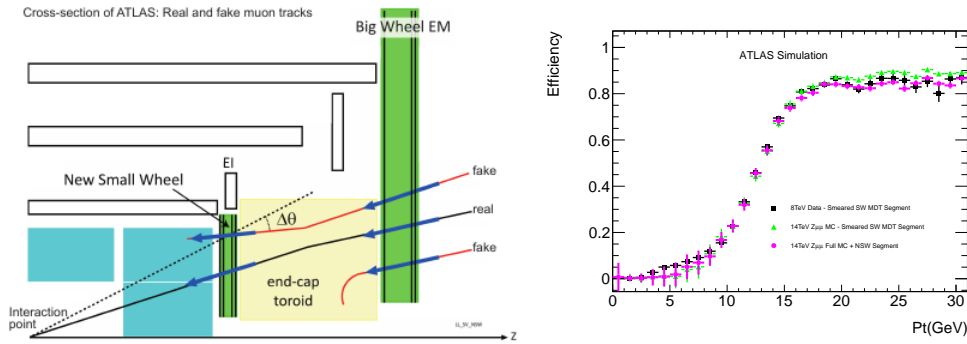 Cross-section of ATLAS: Real and fake muon tracks
Big Wheel EM
EI
New Small Wheel
Δθ
fake
real
fake
end-cap
toroid
Interaction
point
LL_SV_NSW
Z
Efficiency
ATLAS Simulation
1
0.8
0.6
0.4
0.2
0
8TeV Data - Smeared SW MDT Segment
14TeV Zμμ MC - Smeared SW MDT Segment
14TeV Zμμ Full MC + NSW Segment
0 5 10 15 20 25 30
Pt(GeV)